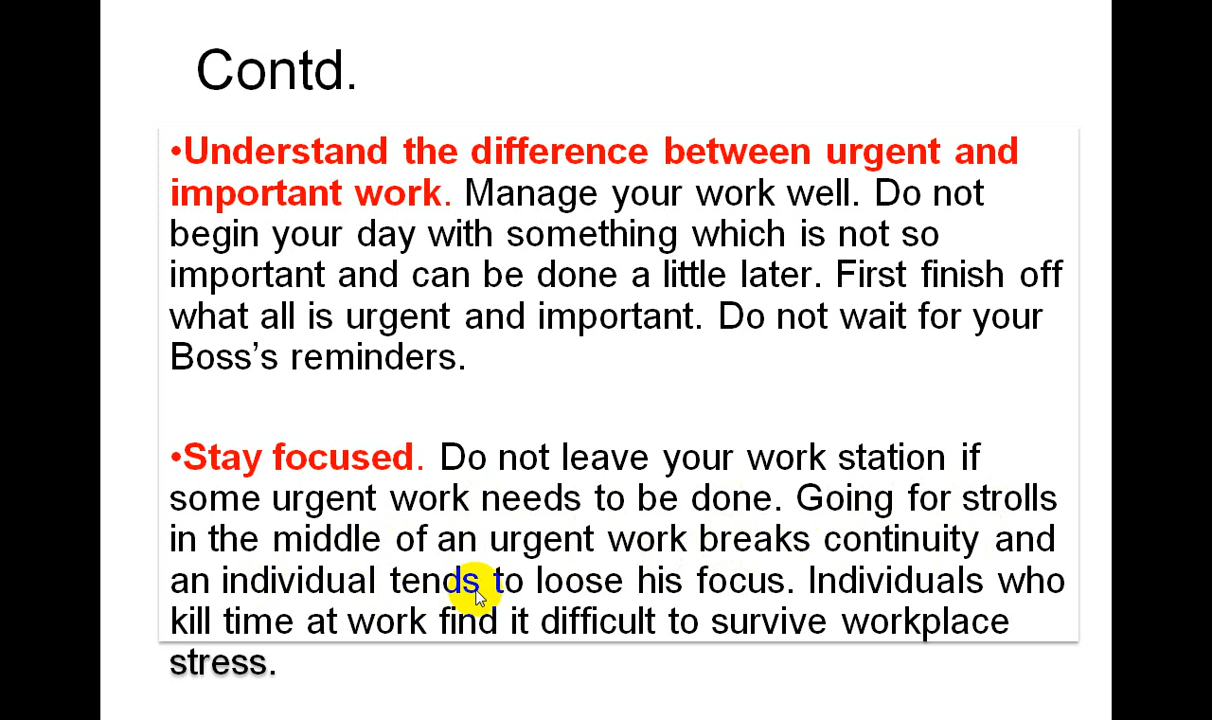 Contd.
•Understand the difference between urgent and
important work. Manage your work well. Do not
begin your day with something which is not so
important and can be done a little later. First finish off
what all is urgent and important. Do not wait for your
Boss’s reminders.
•Stay focused. Do not leave your work station if
some urgent work needs to be done. Going for strolls
in the middle of an urgent work breaks continuity and
an individual tends to loose his focus. Individuals who
kill time at work find it difficult to survive workplace
stress.